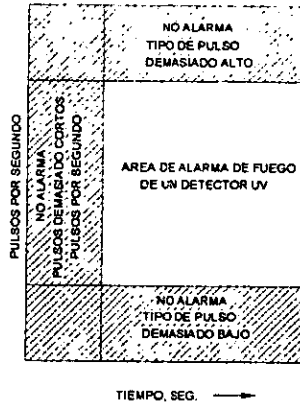 NO ALARMA
TIPO DE PULSO
DEMASIADO ALTO
PULSOS POR SEGUNDO
NO ALARMA
PULSOS DEMASIADO CORTOS
PULSOS POR SEGUNDO
AREA DE ALARMA DE FUEGO
DE UN DETECTOR UV
NO ALARMA
TIPO DE PULSO
DEMASIADO BAJO
TIEMPO, SEG.